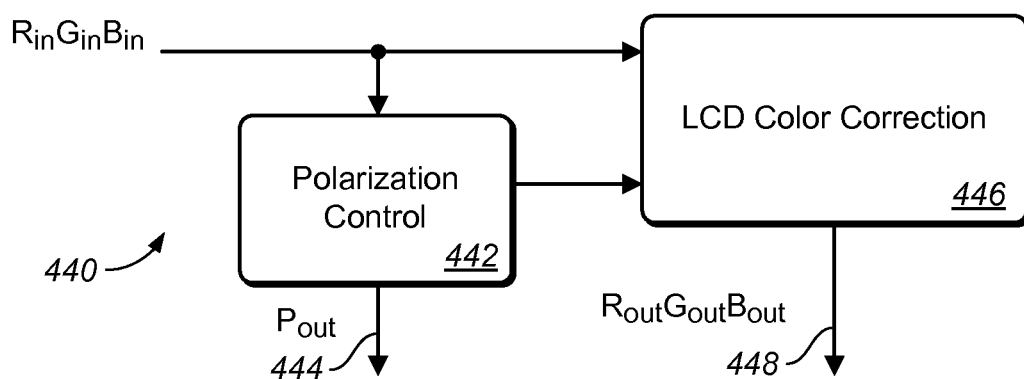 RinGinBin
LCD Color Correction
446
Polarization
Control
442
440
Pout
444
RoutGoutBout
448